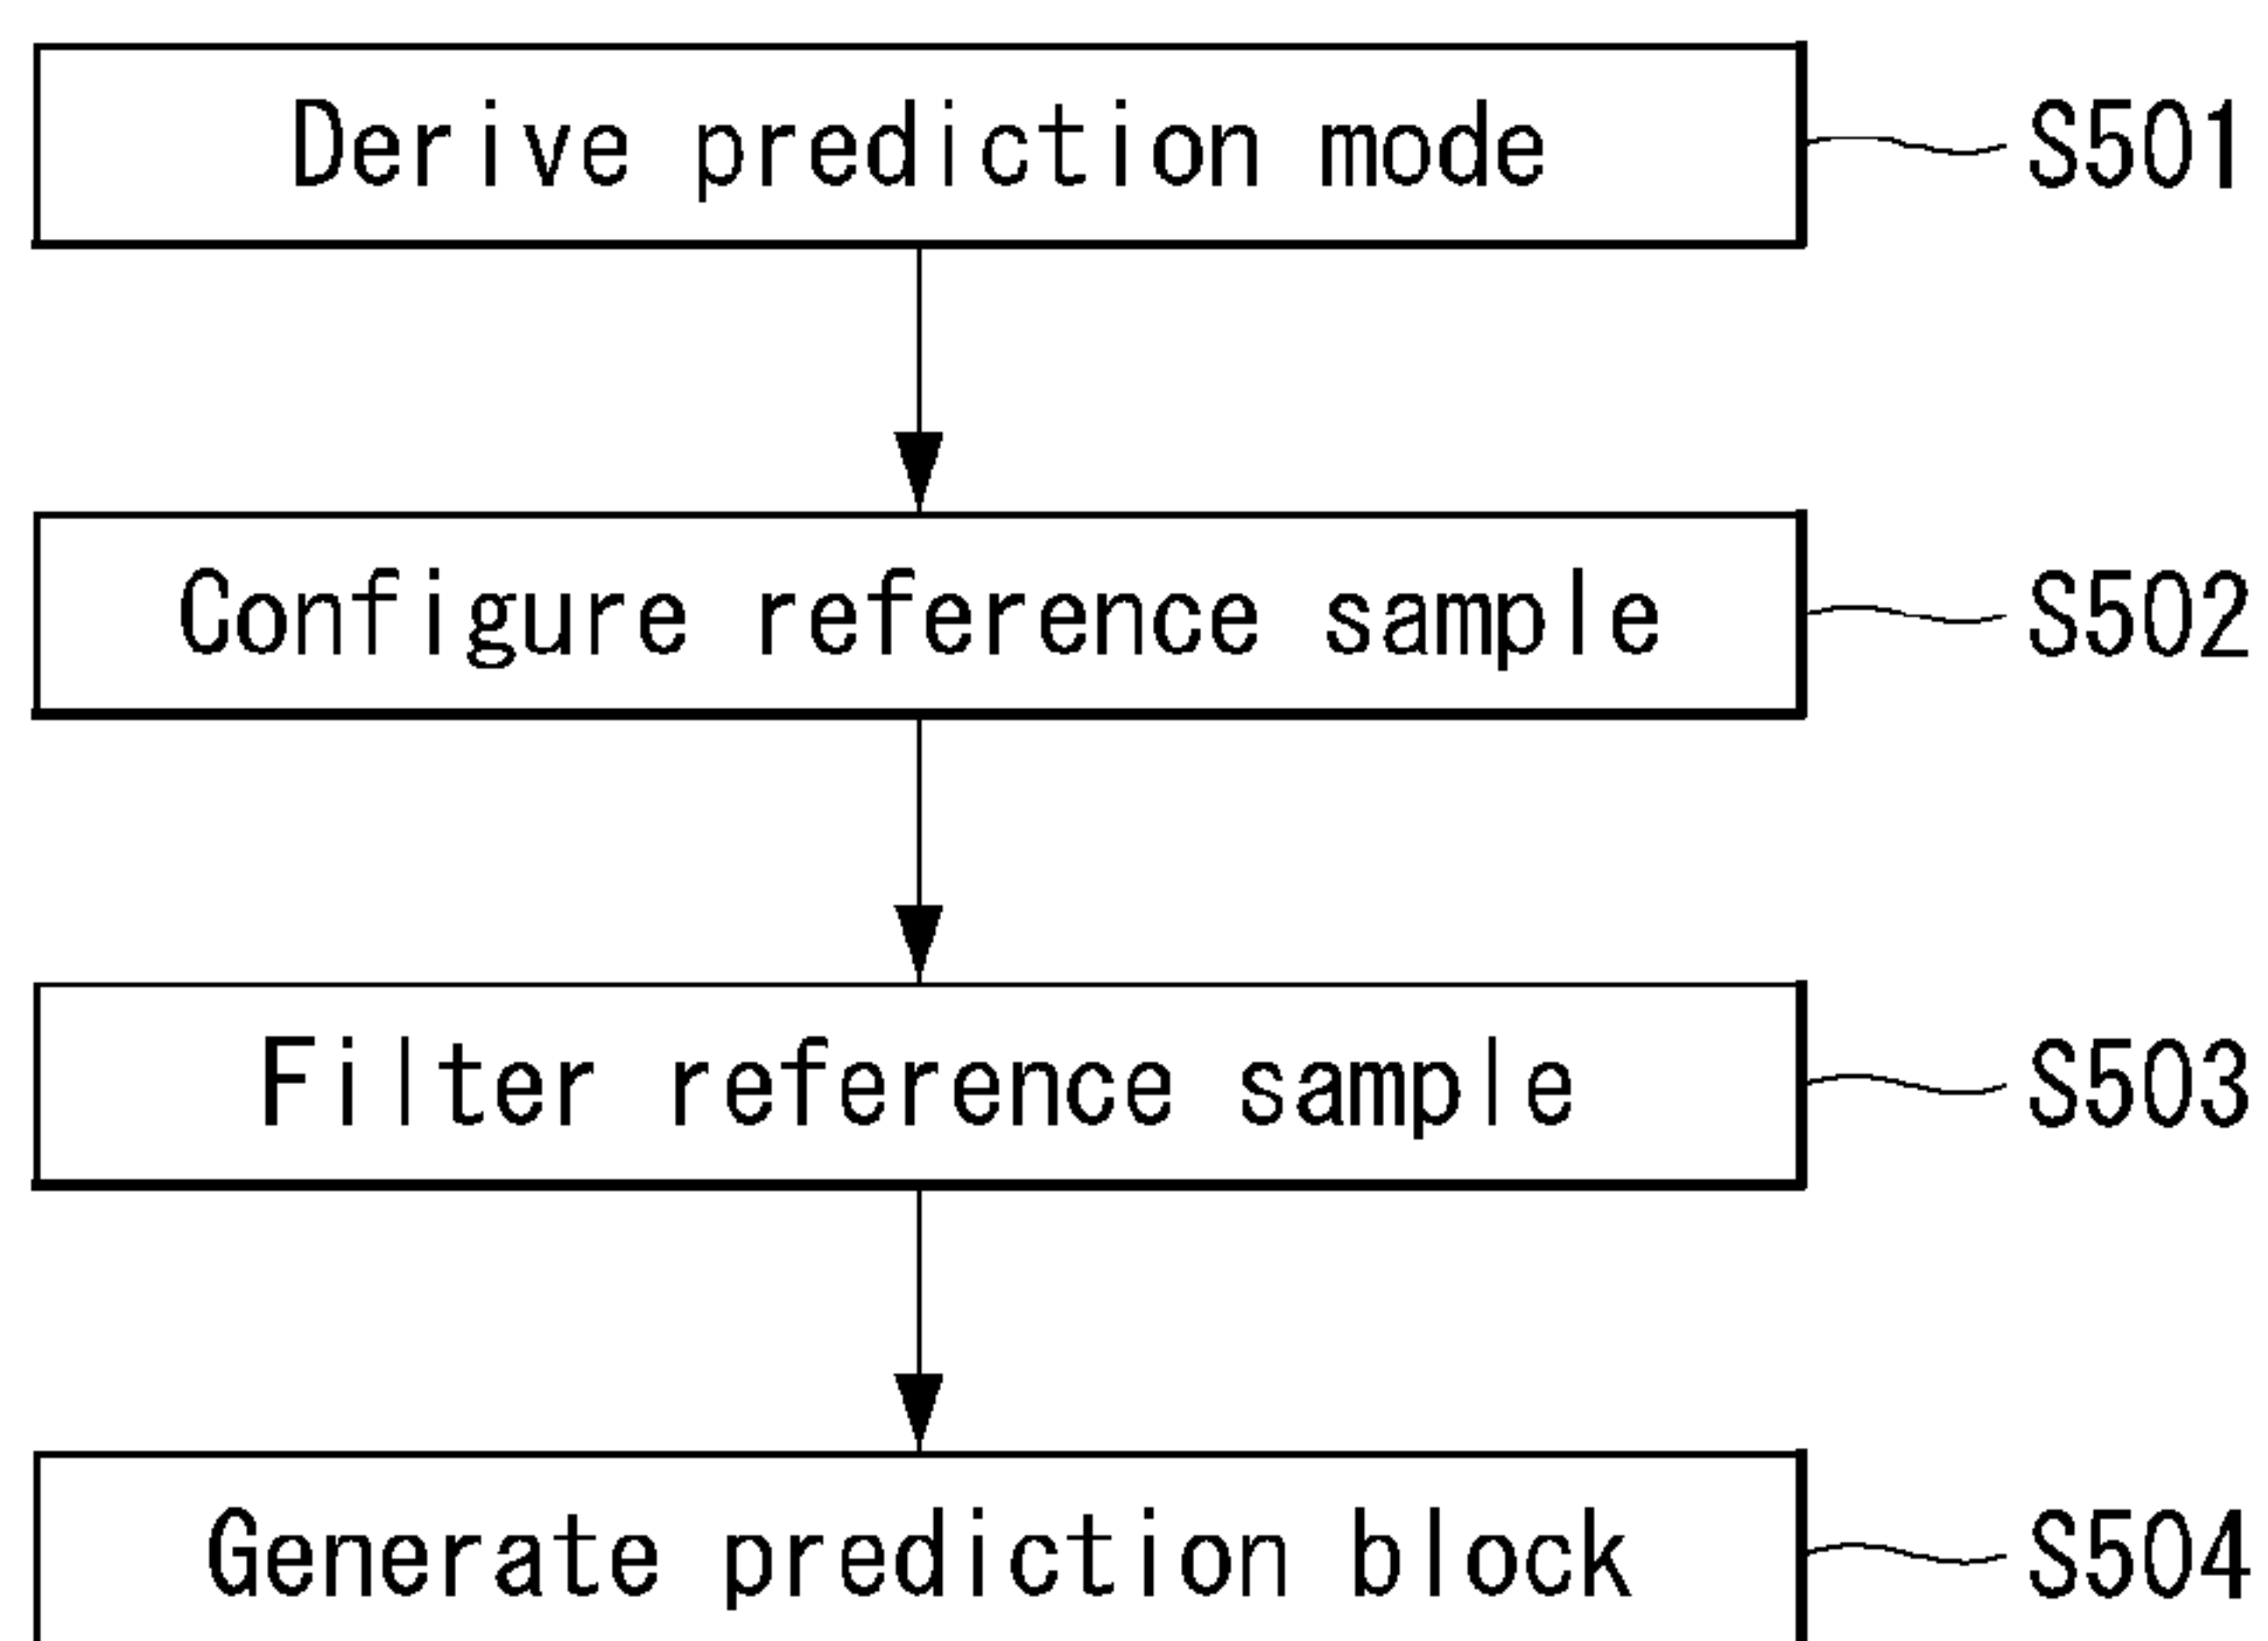 Derive prediction mode S501
Configure reference sample S502
Filter reference sample S503
Generate prediction block S504